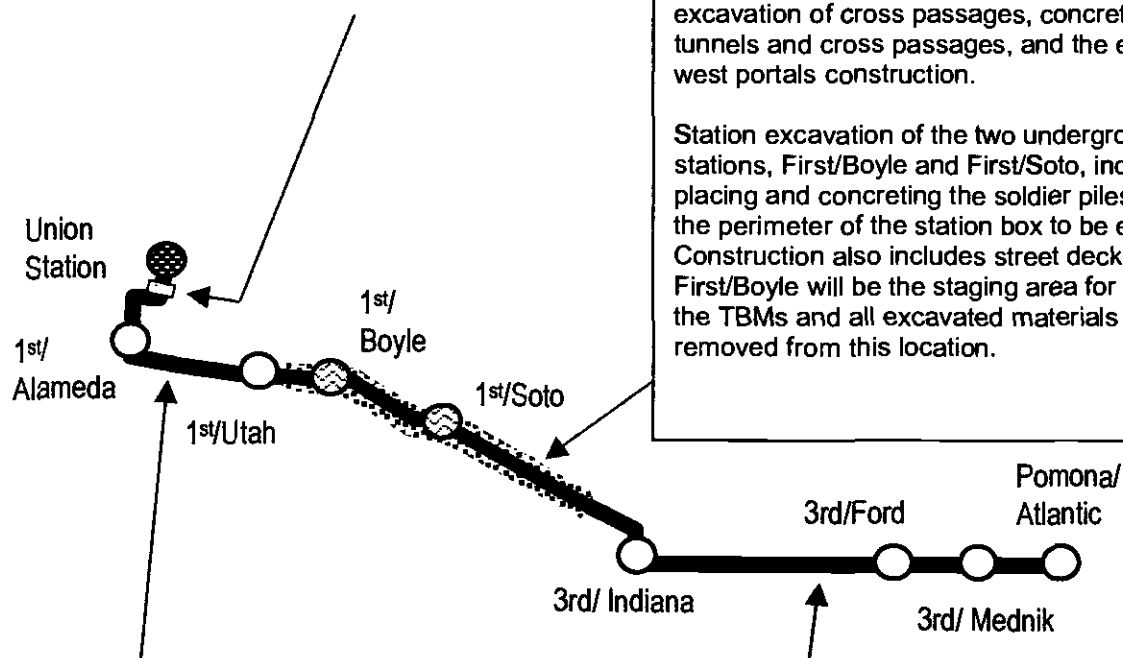 excavation of cross passages, concret
tunnels and cross passages, and the e
west portals construction.
Station excavation of the two undergro
stations, First/Boyle and First/Soto, inc
placing and concreting the soldier piles
the perimeter of the station box to be e
Construction also includes street deck
First/Boyle will be the staging area for
the TBMs and all excavated materials
removed from this location.
Union
Station
1st/
Boyle
1st/
Alameda
1st/Soto
1st/Utah
Pomona/
Atlantic
3rd/Ford
3rd/ Indiana
3rd/ Mednik